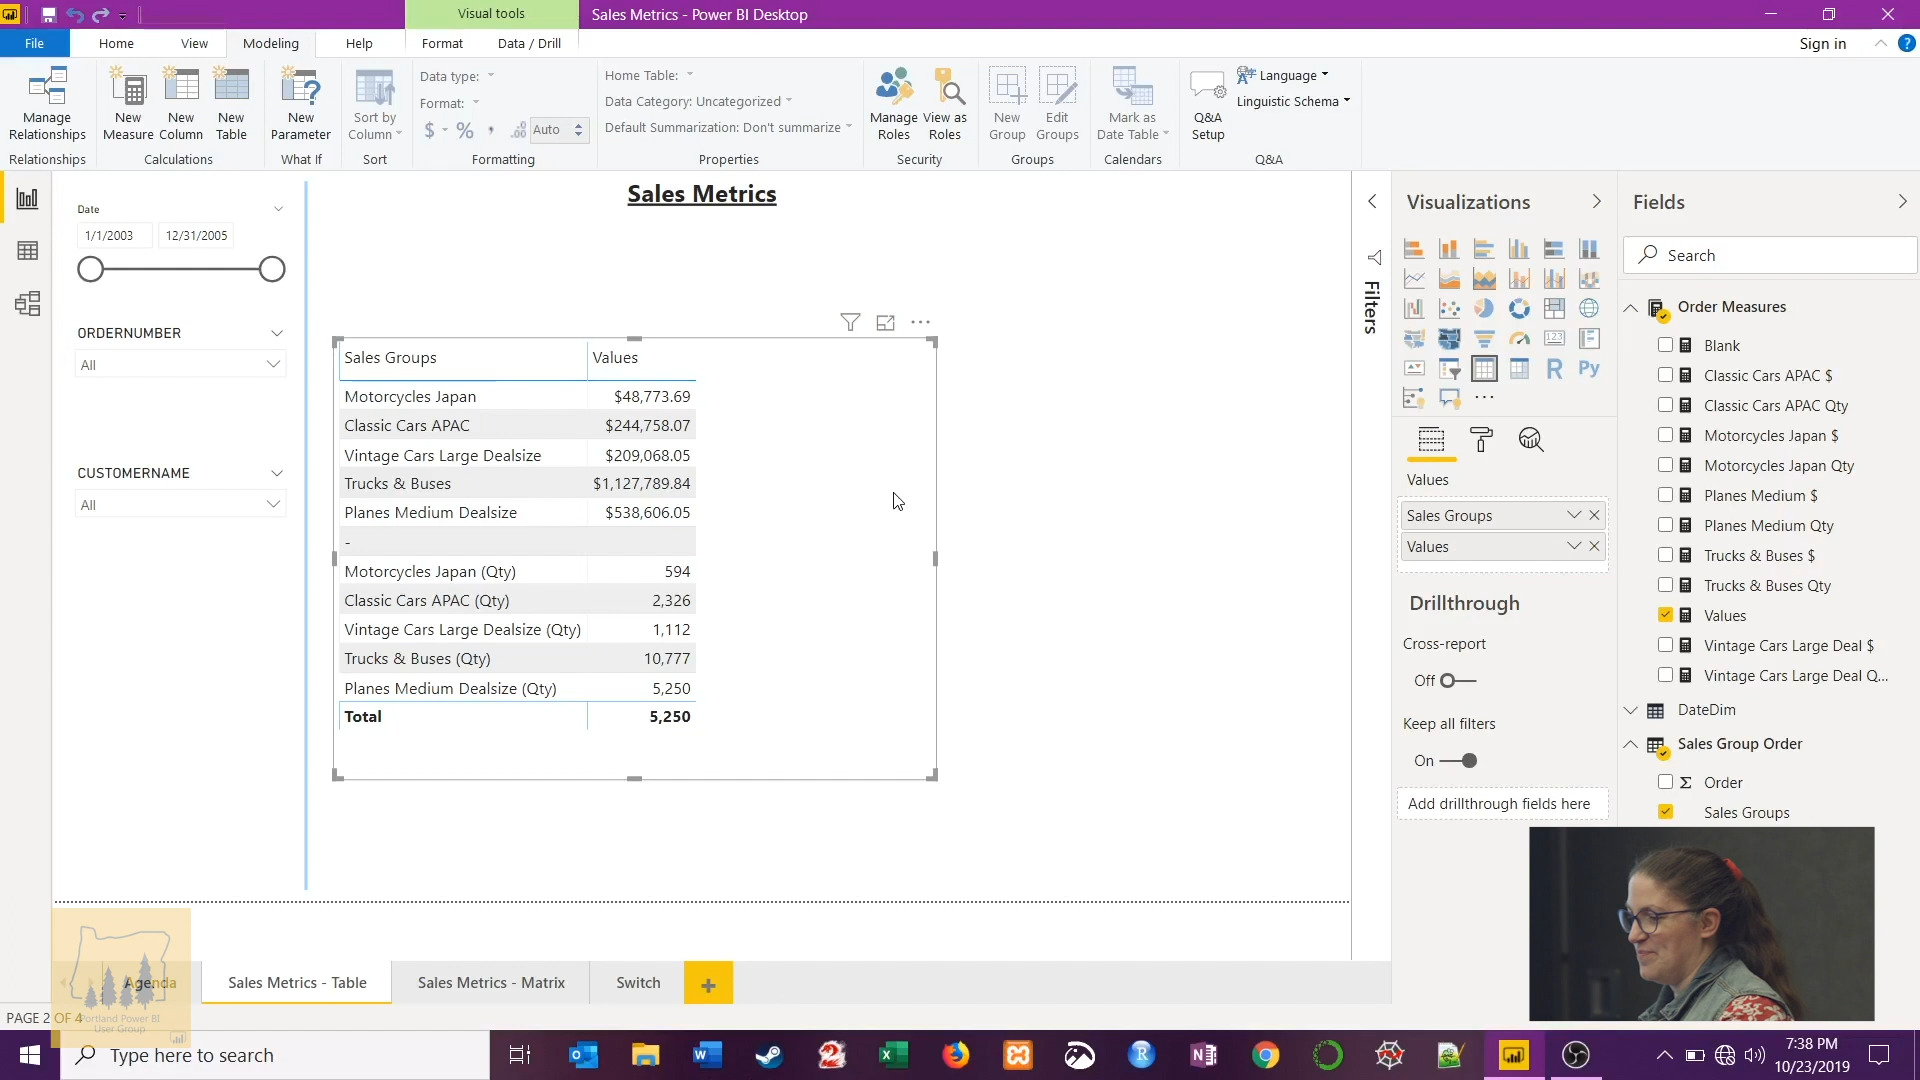 Visual tools
Sales Metrics - Power BI Desktop
File
Home
View
Modeling
Help
Format
Data / Drill
Sign in
?
Manage Relationships
New Measure
New Column
New Table
New Parameter
Sort by Column
Data type:
Format:
$ % , .00 Auto
Home Table:
Data Category: Uncategorized
Default Summarization: Don't summarize
Manage Roles
View as Roles
New Group
Edit Groups
Mark as Date Table
Q&A Setup
Language
Linguistic Schema
Relationships
Calculations
What If
Sort
Formatting
Properties
Security
Groups
Calendars
Q&A
Sales Metrics
Date
1/1/2003
12/31/2005
ORDERNUMBER
All
CUSTOMERNAME
All
Sales Groups Values
Motorcycles Japan $48,773.69
Classic Cars APAC $244,758.07
Vintage Cars Large Dealsize $209,068.05
Trucks & Buses $1,127,789.84
Planes Medium Dealsize $538,606.05
-
Motorcycles Japan (Qty) 594
Classic Cars APAC (Qty) 2,326
Vintage Cars Large Dealsize (Qty) 1,112
Trucks & Buses (Qty) 10,777
Planes Medium Dealsize (Qty) 5,250
Total 5,250
Filters
Visualizations
123
R
Py
Values
Sales Groups
Values
Drillthrough
Cross-report
Off
Keep all filters
On
Add drillthrough fields here
Fields
Search
Order Measures
Blank
Classic Cars APAC $
Classic Cars APAC Qty
Motorcycles Japan $
Motorcycles Japan Qty
Planes Medium $
Planes Medium Qty
Trucks & Buses $
Trucks & Buses Qty
Values
Vintage Cars Large Deal $
Vintage Cars Large Deal Q...
DateDim
Sales Group Order
Σ Order
Sales Groups
Agenda
Sales Metrics - Table
Sales Metrics - Matrix
Switch
+
PAGE 2 OF 4
Portland Power BI
User Group
Type here to search
7:38 PM
10/23/2019